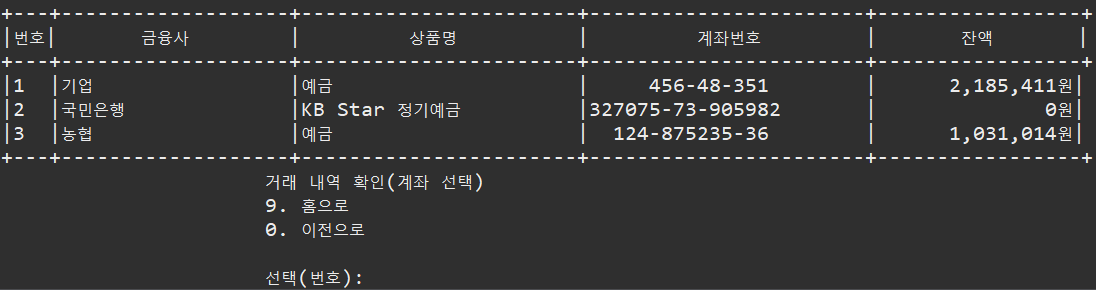 번호 금융사 상품명 계좌번호 잔액
1 기업 예금 456-48-351 2,185,411원
2 국민은행 KB Star 정기예금 327075-73-905982 0원
3 농협 예금 124-875235-36 1,031,014원
거래 내역 확인(계좌 선택)
9. 홈으로
0. 이전으로
선택(번호):